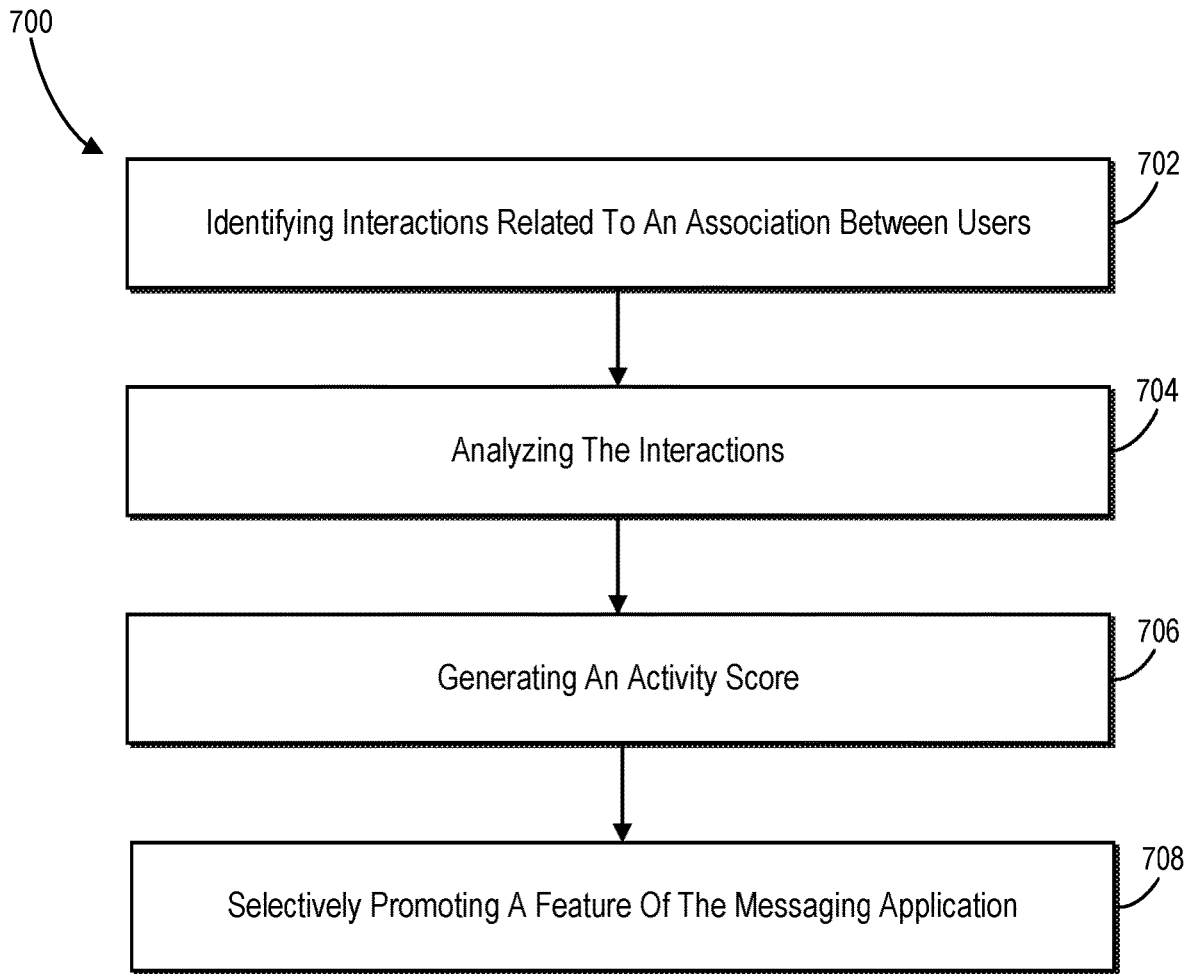 700
702
Identifying Interactions Related To An Association Between Users
704
Analyzing The Interactions
706
Generating An Activity Score
708
Selectively Promoting A Feature Of The Messaging Application